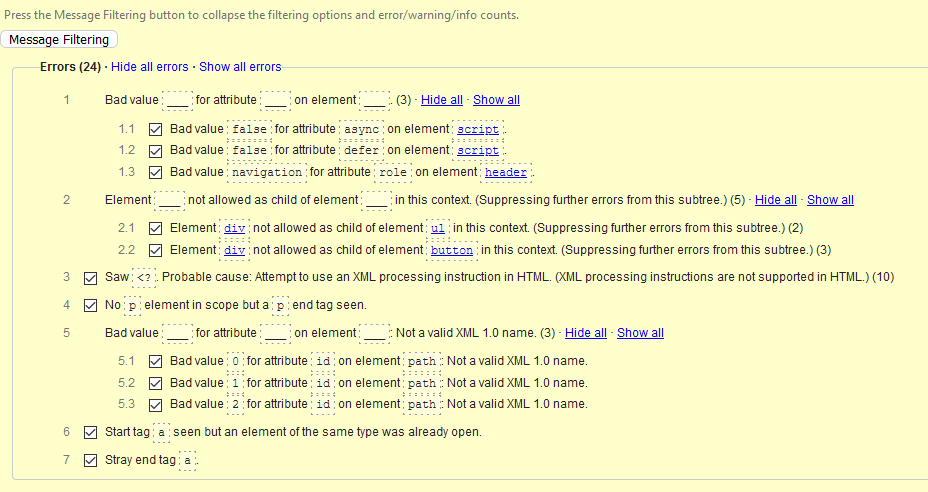 Press the Message Filtering button to collapse the filtering options and error/warning/info counts.
Message Filtering
Errors (24) · Hide all errors · Show all errors
1 Bad value ___ for attribute ___ on element ___. (3) · Hide all · Show all
1.1 Bad value false for attribute async on element script.
1.2 Bad value false for attribute defer on element script.
1.3 Bad value navigation for attribute role on element header.
2 Element ___ not allowed as child of element ___ in this context. (Suppressing further errors from this subtree.) (5) · Hide all · Show all
2.1 Element div not allowed as child of element ul in this context. (Suppressing further errors from this subtree.) (2)
2.2 Element div not allowed as child of element button in this context. (Suppressing further errors from this subtree.) (3)
3 Saw <?. Probable cause: Attempt to use an XML processing instruction in HTML. (XML processing instructions are not supported in HTML.) (10)
4 No p element in scope but a p end tag seen.
5 Bad value ___ for attribute ___ on element ___: Not a valid XML 1.0 name. (3) · Hide all · Show all
5.1 Bad value 0 for attribute id on element path: Not a valid XML 1.0 name.
5.2 Bad value 1 for attribute id on element path: Not a valid XML 1.0 name.
5.3 Bad value 2 for attribute id on element path: Not a valid XML 1.0 name.
6 Start tag a seen but an element of the same type was already open.
7 Stray end tag a.